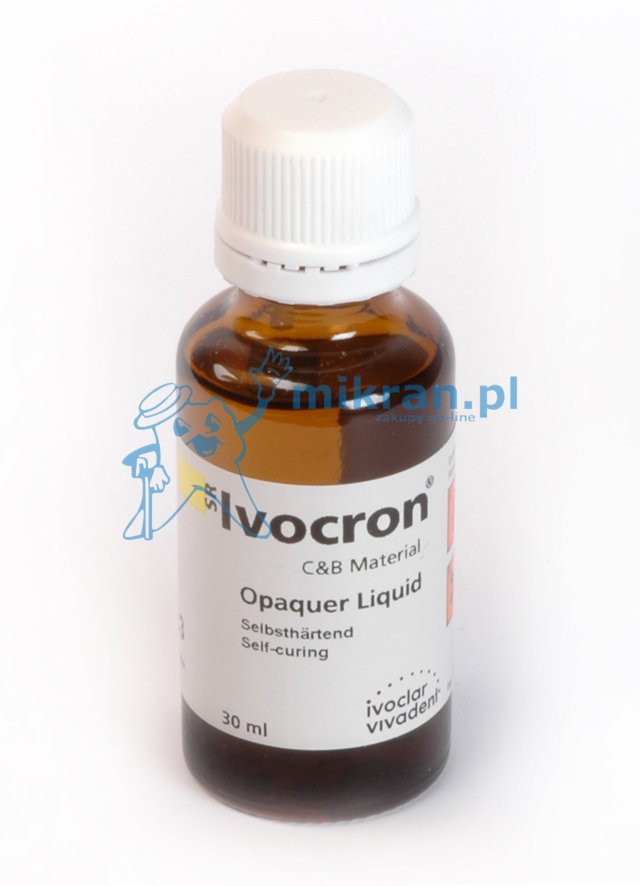 mikran.pl
zakupy on-line
SR Ivocron®
C&B Material
Opaquer Liquid
Selbsthärtend
Self-curing
30 ml
ivoclar
vivadent